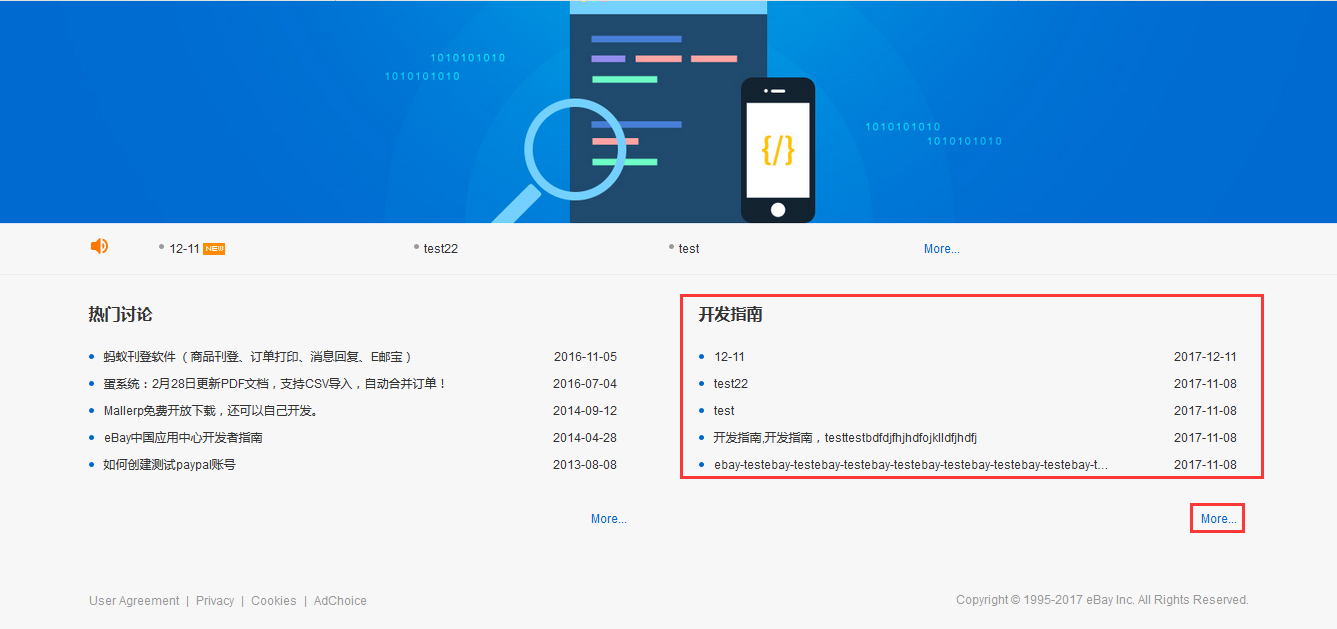 1010101010
1010101010
{/}
1010101010
1010101010
12-11 NEW
test22
test
More...
热门讨论
蚂蚁刊登软件 （商品刊登、订单打印、消息回复、E邮宝） 2016-11-05
蛋系统：2月28日更新PDF文档，支持CSV导入，自动合并订单！ 2016-07-04
Mallerp免费开放下载，还可以自己开发。 2014-09-12
eBay中国应用中心开发者指南 2014-04-28
如何创建测试paypal账号 2013-08-08
More...
开发指南
12-11 2017-12-11
test22 2017-11-08
test 2017-11-08
开发指南,开发指南，testtestbdfdjfhjhdfojklldfjhdfj 2017-11-08
ebay-testebay-testebay-testebay-testebay-testebay-testebay-testebay-t... 2017-11-08
More...
User Agreement | Privacy | Cookies | AdChoice
Copyright © 1995-2017 eBay Inc. All Rights Reserved.